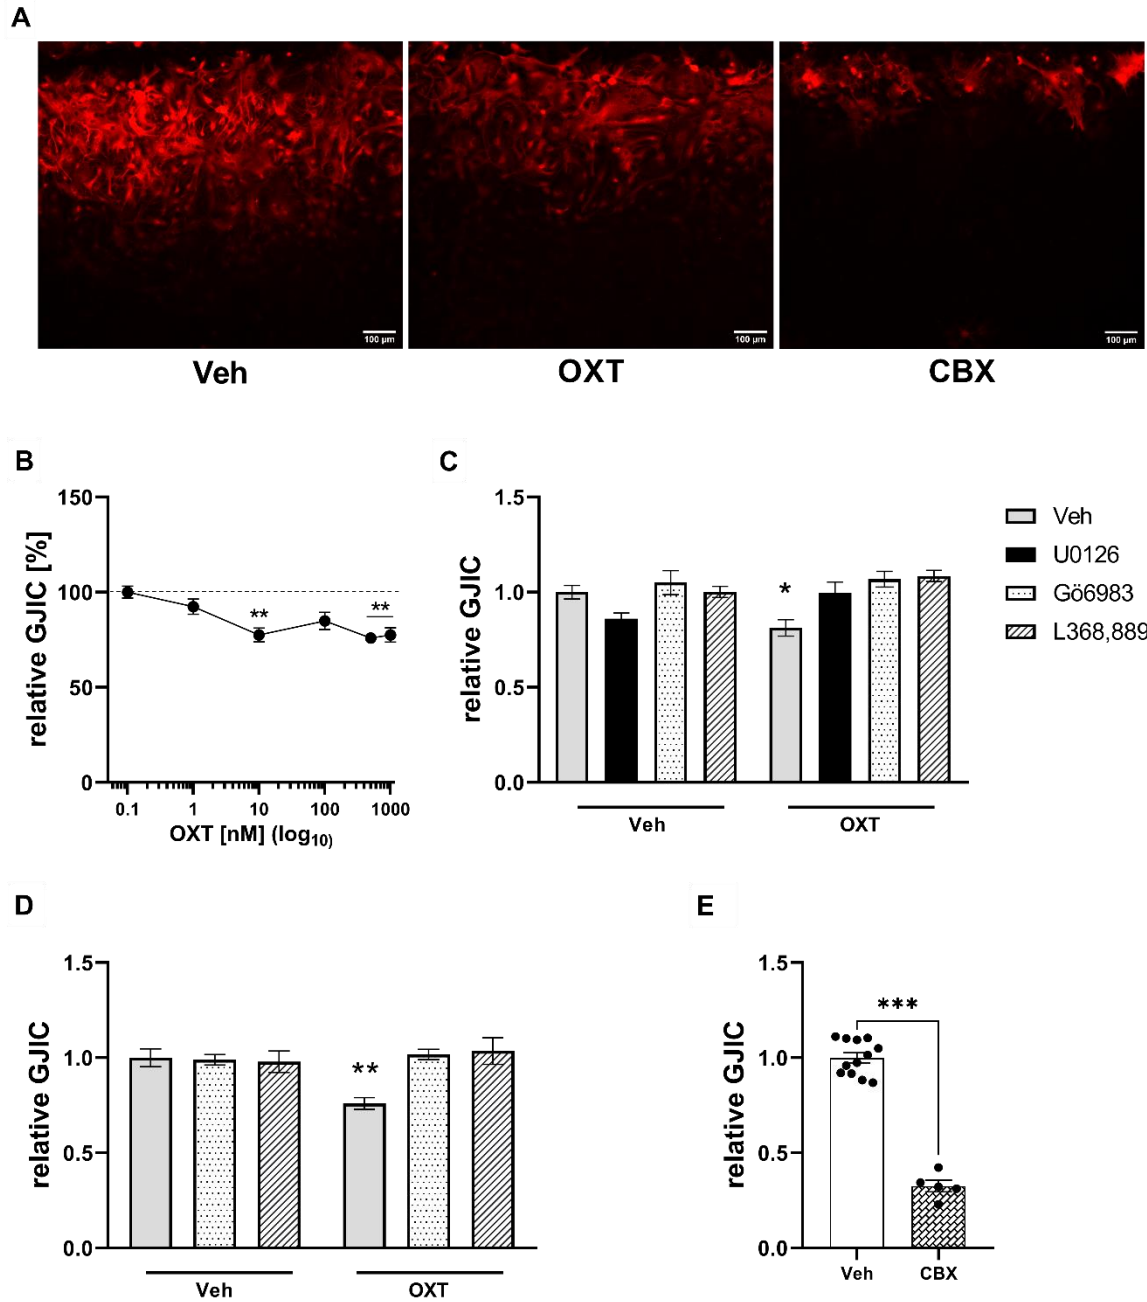 A
100 µm
100 µm
100 µm
Veh
OXT
CBX
B
relative GJIC [%]
150
100
50
0
**
**
0.1
1
10
100
1000
OXT [nM] (log10)
C
relative GJIC
1.5
1.0
0.5
0.0
*
Veh
OXT
Veh
U0126
Gö6983
L368,889
D
relative GJIC
1.5
1.0
0.5
0.0
**
Veh
OXT
E
relative GJIC
1.5
1.0
0.5
0.0
***
Veh
CBX